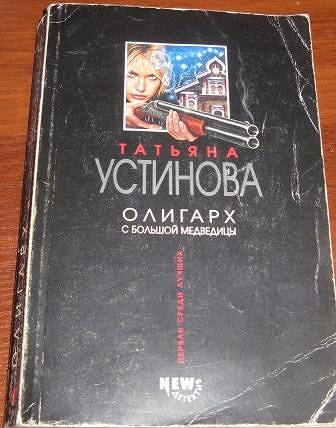 ТАТЬЯНА
УСТИНОВА
ОЛИГАРХ
С БОЛЬШОЙ МЕДВЕДИЦЫ
ПЕРВАЯ СРЕДИ ЛУЧШИХ
NEW
ДЕТЕКТИВ